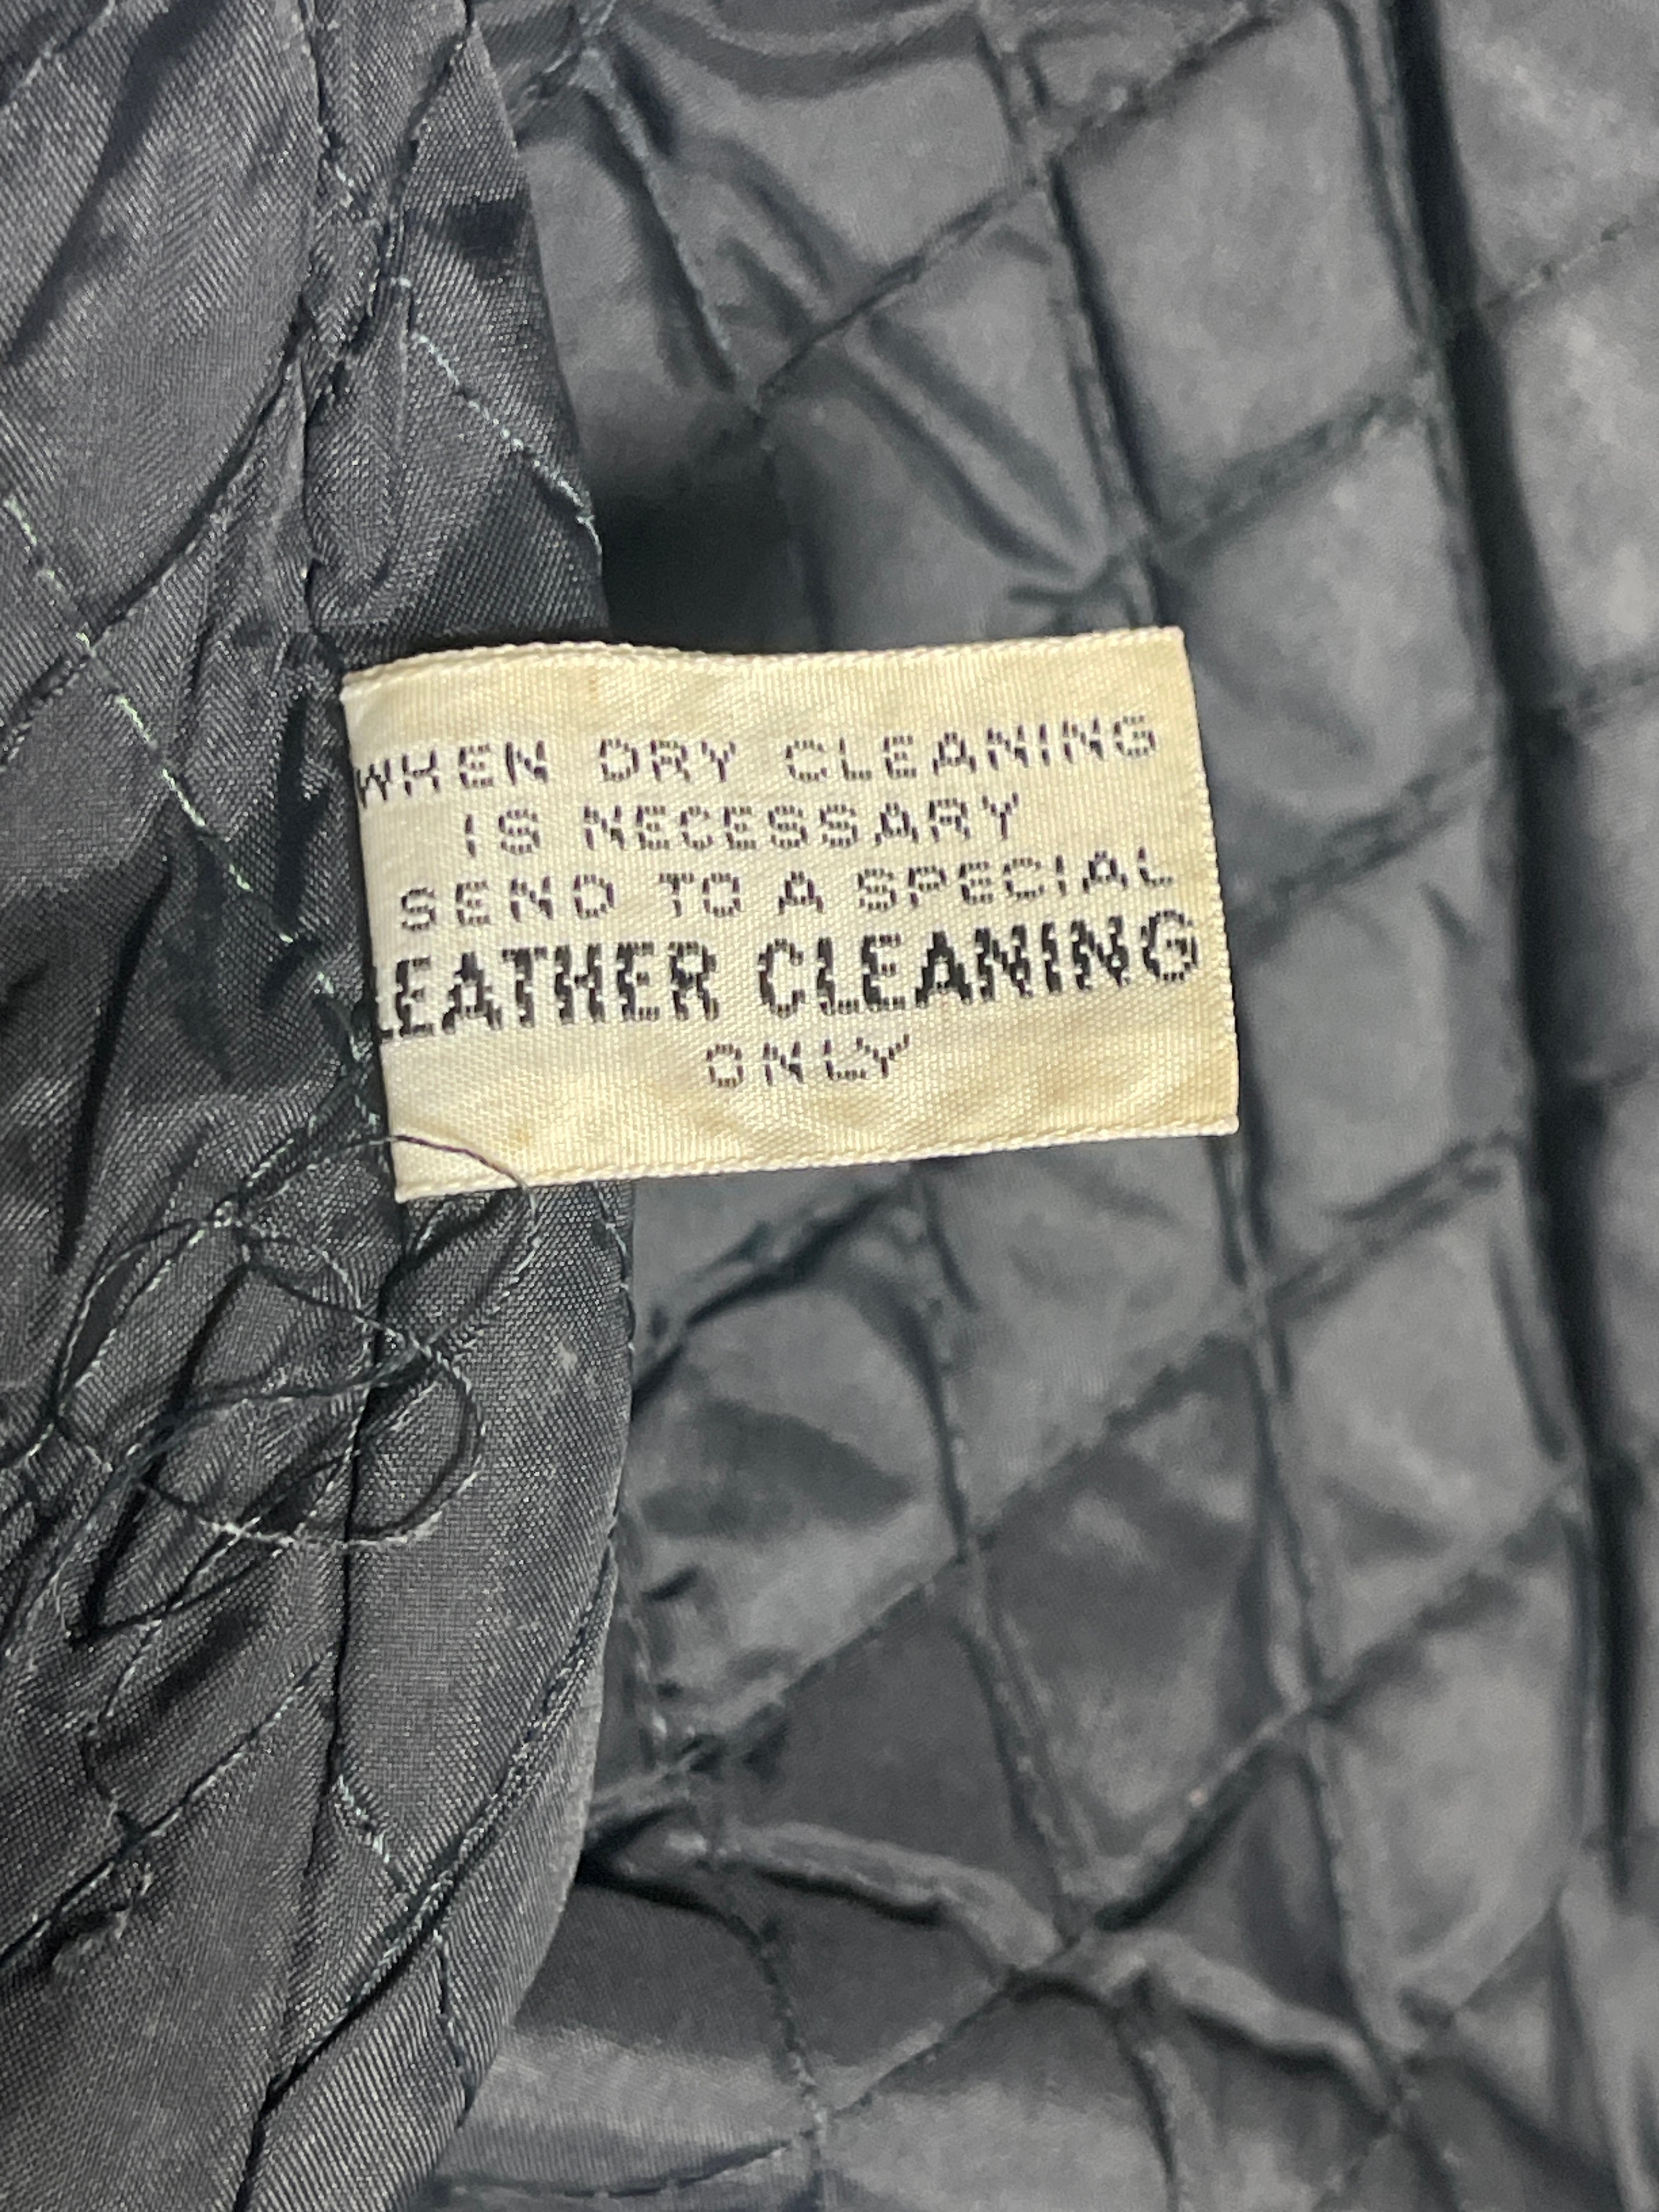 WHEN DRY CLEANING
IS NECESSARY
SEND TO A SPECIAL
LEATHER CLEANING
ONLY